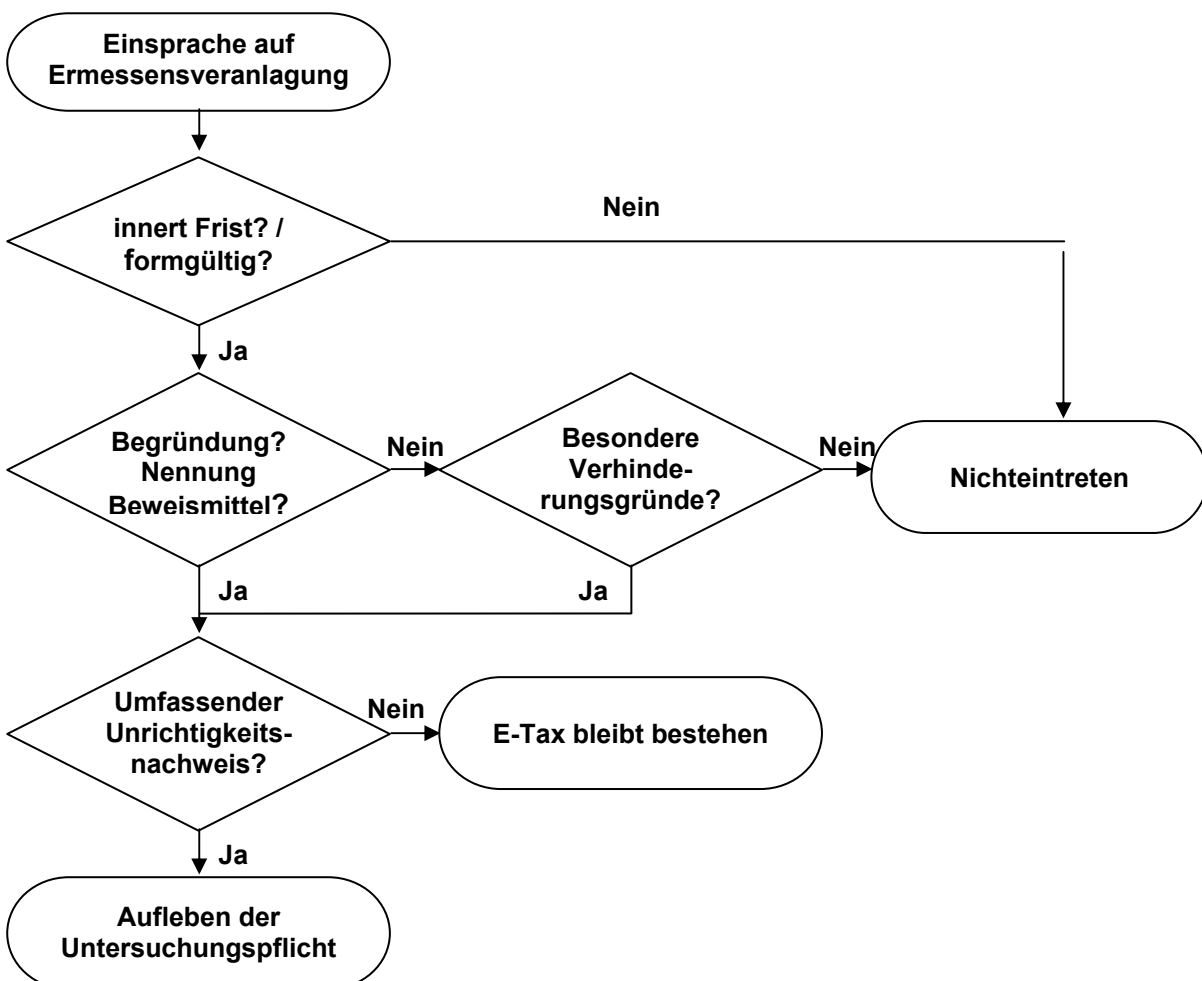 Einsprache auf
Ermessensveranlagung
innert Frist? /
formgültig?
Nein
Ja
Begründung?
Nennung
Beweismittel?
Nein
Besondere
Verhinde-
rungsgründe?
Nein
Nichteintreten
Ja
Ja
Umfassender
Unrichtigkeits-
nachweis?
Nein
E-Tax bleibt bestehen
Ja
Aufleben der
Untersuchungspflicht